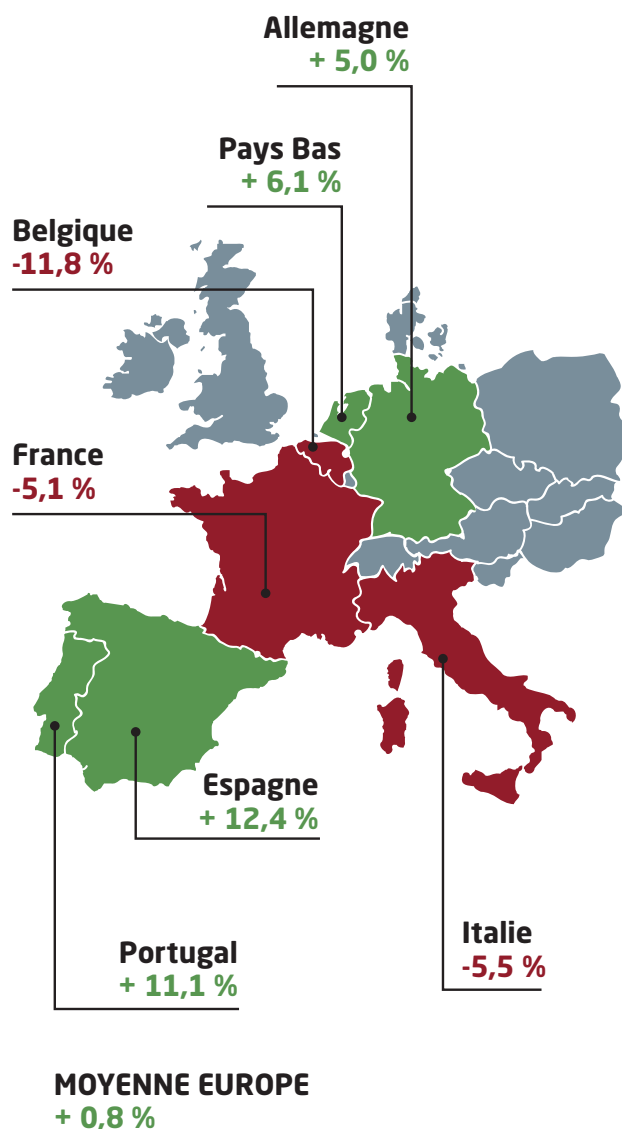 Allemagne
+ 5,0 %
Pays Bas
+ 6,1 %
Belgique
-11,8 %
France
-5,1 %
Espagne
+ 12,4 %
Portugal
+ 11,1 %
Italie
-5,5 %
MOYENNE EUROPE
+ 0,8 %